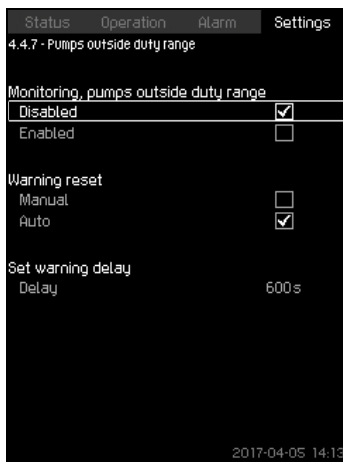 Status Operation Alarm Settings
4.4.7 - Pumps outside duty range
Monitoring, pumps outside duty range
Disabled
Enabled
Warning reset
Manual
Auto
Set warning delay
Delay 600s
2017-04-05 14:13